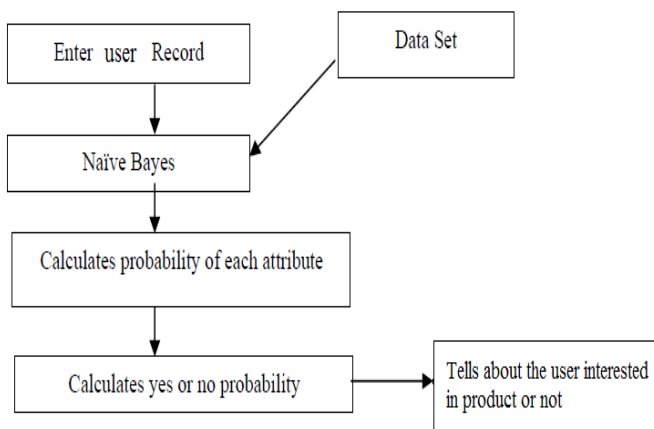 Enter user Record
Data Set
Naïve Bayes
Calculates probability of each attribute
Calculates yes or no probability
Tells about the user interested
in product or not